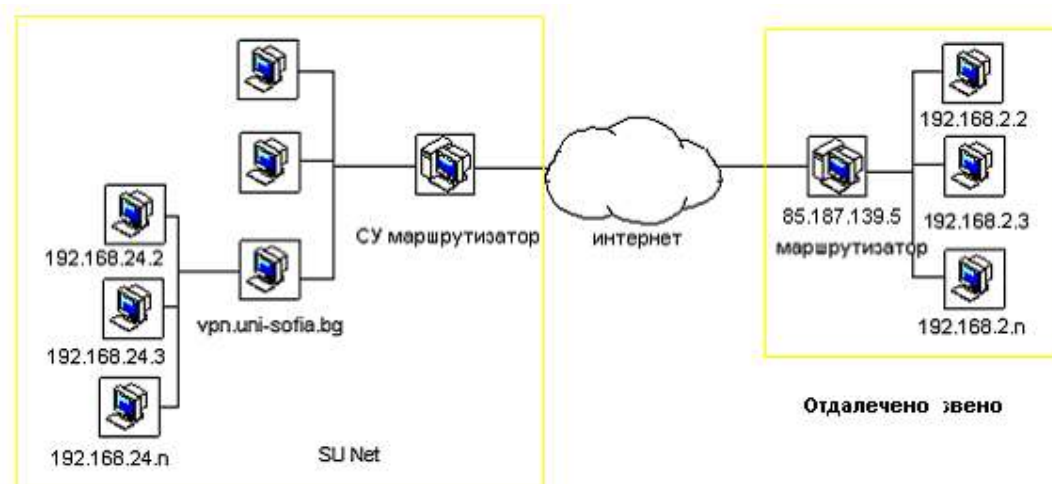 192.168.24.2
192.168.24.3
192.168.24.n
vpn.uni-sofia.bg
SU Net
СУ маршрутизатор
интернет
85.187.139.5
маршрутизатор
192.168.2.2
192.168.2.3
192.168.2.n
Отдалечено звено